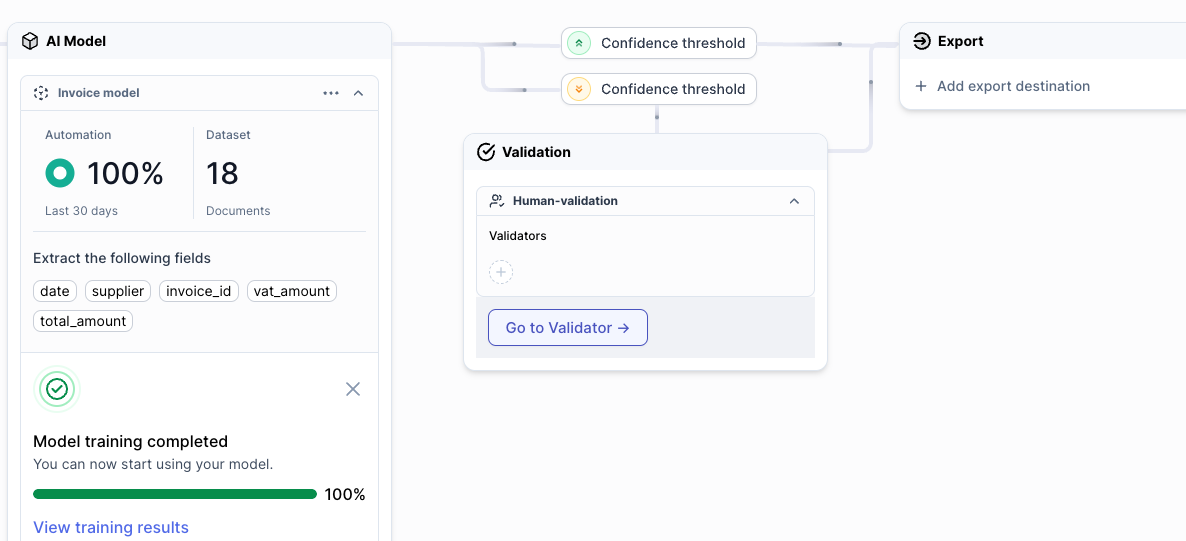 AI Model
Invoice model
Automation
Dataset
100%
18
Last 30 days
Documents
Extract the following fields
date supplier invoice_id vat_amount
total_amount
Model training completed
You can now start using your model.
100%
View training results
Confidence threshold
Confidence threshold
Validation
Human-validation
Validators
Go to Validator →
Export
+ Add export destination